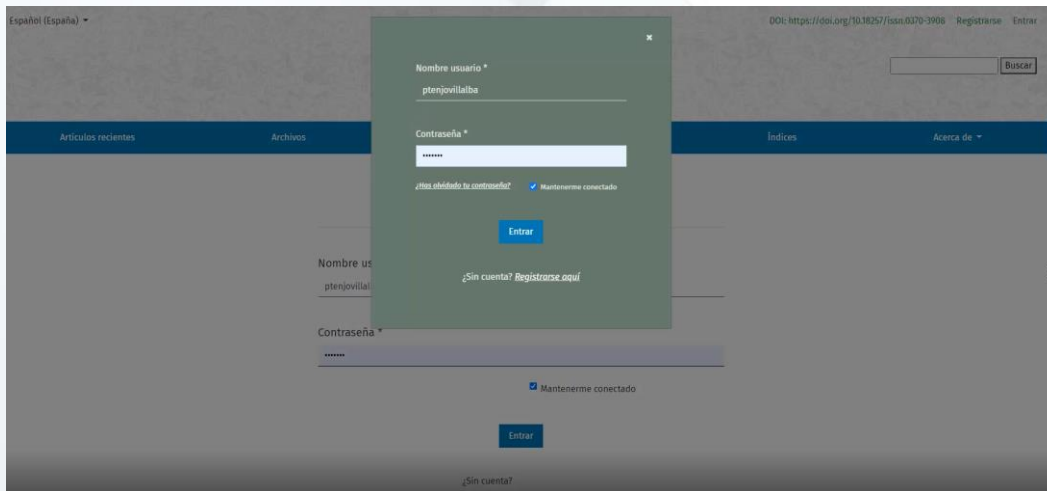 Español (España)
DOI: https://doi.org/10.18257/issn.0370-3908 Registrarse Entrar
Buscar
Artículos recientes Archivos Índices Acerca de
×
Nombre usuario *
ptenjovillalba
Contraseña *
•••••••
¿Has olvidado tu contraseña? Mantenerme conectado
Entrar
¿Sin cuenta? Registrarse aquí
Nombre us
ptenjovillal
Contraseña *
•••••••
Mantenerme conectado
Entrar
¿Sin cuenta?